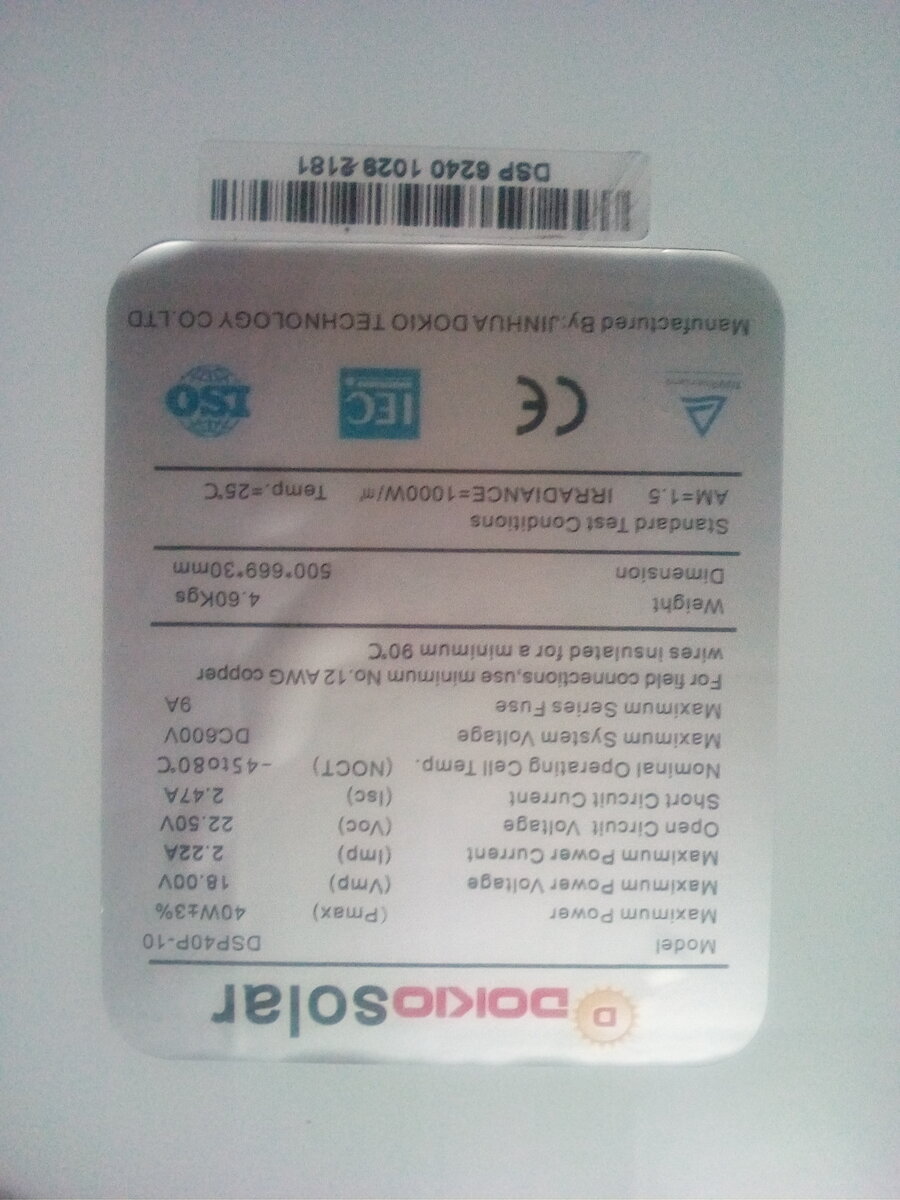 DOKIOsolar
Model DSP40P-10
Maximum Power (Pmax) 40W±3%
Maximum Power Voltage (Vmp) 18.00V
Maximum Power Current (Imp) 2.22A
Open Circuit Voltage (Voc) 22.50V
Short Circuit Current (Isc) 2.47A
Nominal Operating Cell Temp. (NOCT) -45to80℃
Maximum System Voltage DC600V
Maximum Series Fuse 9A
For field connections,use minimum No.12 AWG copper
wires insulated for a minimum 90℃
Weight 4.60Kgs
Dimension 500*669*30mm
Standard Test Conditions
AM=1.5 IRRADIANCE=1000W/㎡ Temp.=25℃
CE IEC ISO
Manufactured By:JINHUA DOKIO TECHNOLOGY CO.LTD
DSP 6240 1029 2181